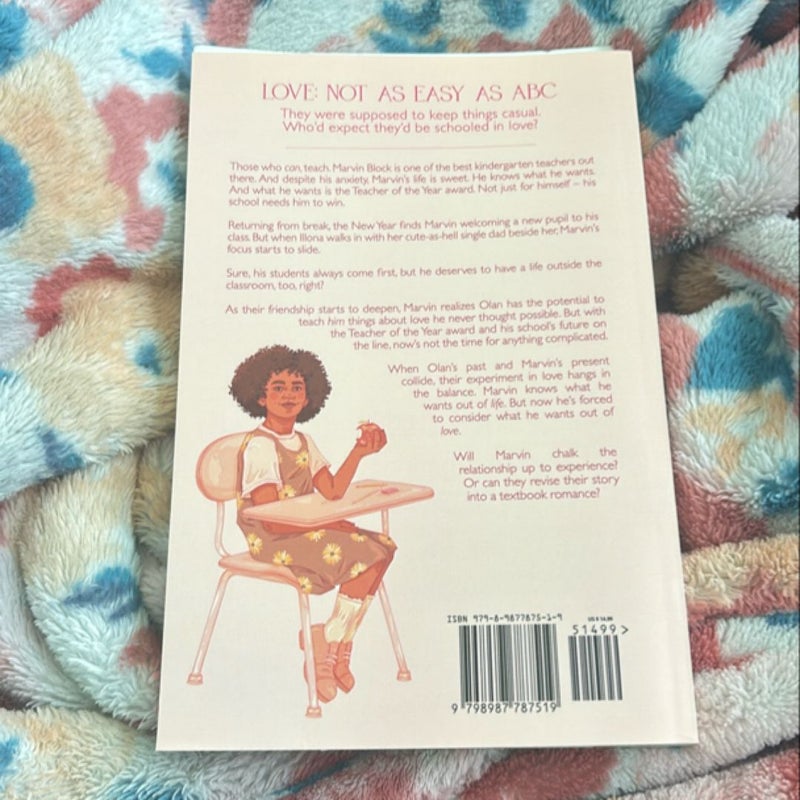 LOVE: NOT AS EASY AS ABC
They were supposed to keep things casual.
Who'd expect they'd be schooled in love?
Those who can, teach. Marvin Block is one of the best kindergarten teachers out
there. And despite his anxiety, Marvin's life is sweet. He knows what he wants.
And what he wants is the Teacher of the Year award. Not just for himself – his
school needs him to win.
Returning from break, the New Year finds Marvin welcoming a new pupil to his
class. But when Illona walks in with her cute-as-hell single dad beside her, Marvin's
focus starts to slide.
Sure, his students always come first, but he deserves to have a life outside the
classroom, too, right?
As their friendship starts to deepen, Marvin realizes Olan has the potential to
teach him things about love he never thought possible. But with
the Teacher of the Year award and his school's future on
the line, now's not the time for anything complicated.
When Olan's past and Marvin's present
collide, their experiment in love hangs in
the balance. Marvin knows what he
wants out of life. But now he's forced
to consider what he wants out of
love.
Will Marvin chalk the
relationship up to experience?
Or can they revise their story
into a textbook romance?
ISBN 979-8-9877875-1-9
US $ 14.99
51499>
9 798987 787519